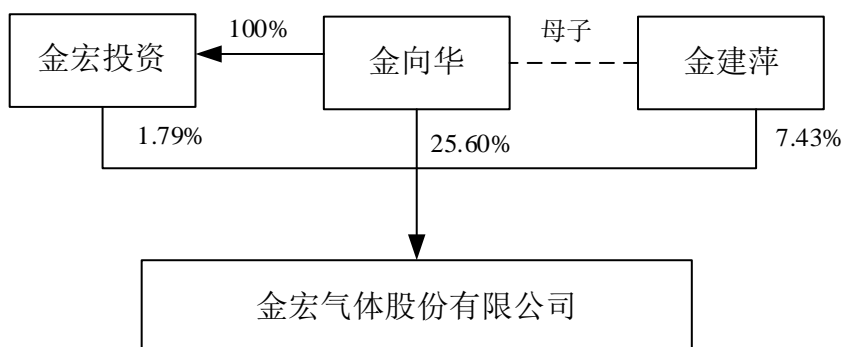 100%
母子
金宏投资
金向华
金建萍
1.79%
25.60%
7.43%
金宏气体股份有限公司